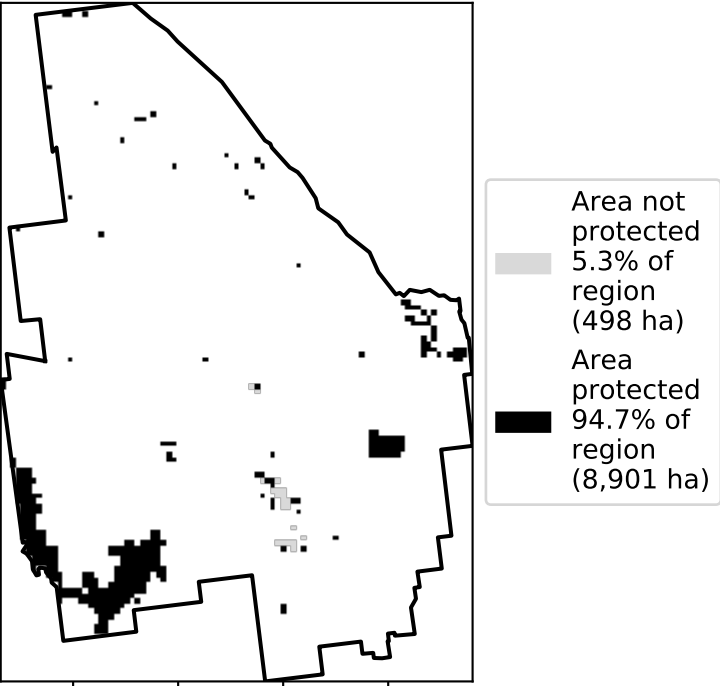 Area not
protected
5.3% of
region
(498 ha)
Area
protected
94.7% of
region
(8,901 ha)